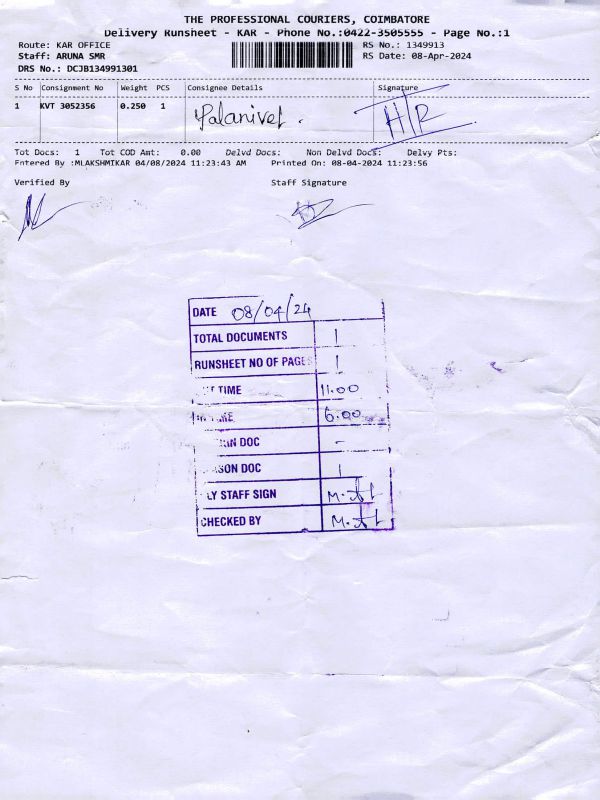 THE PROFESSIONAL COURIERS, COIMBATORE
Delivery Runsheet - KAR - Phone No.:0422-3505555 - Page No.:1
Route: KAR OFFICE RS No.: 1349913
Staff: ARUNA SMR RS Date: 08-Apr-2024
DRS No.: DCJB134991301
S No Consignment No Weight PCS Consignee Details Signature
1 KVT 3052356 0.250 1 Palanivel. H/R
Tot Docs: 1 Tot COD Amt: 0.00 Delvd Docs: Non Delvd Docs: Delvy Pts:
Entered By :MLAKSHMIKAR 04/08/2024 11:23:43 AM Printed On: 08-04-2024 11:23:56
Verified By Staff Signature
DATE 08/04/24
TOTAL DOCUMENTS 1
RUNSHEET NO OF PAGES 1
TIME 11.00
6.00
DOC -
DOC 1
STAFF SIGN
CHECKED BY